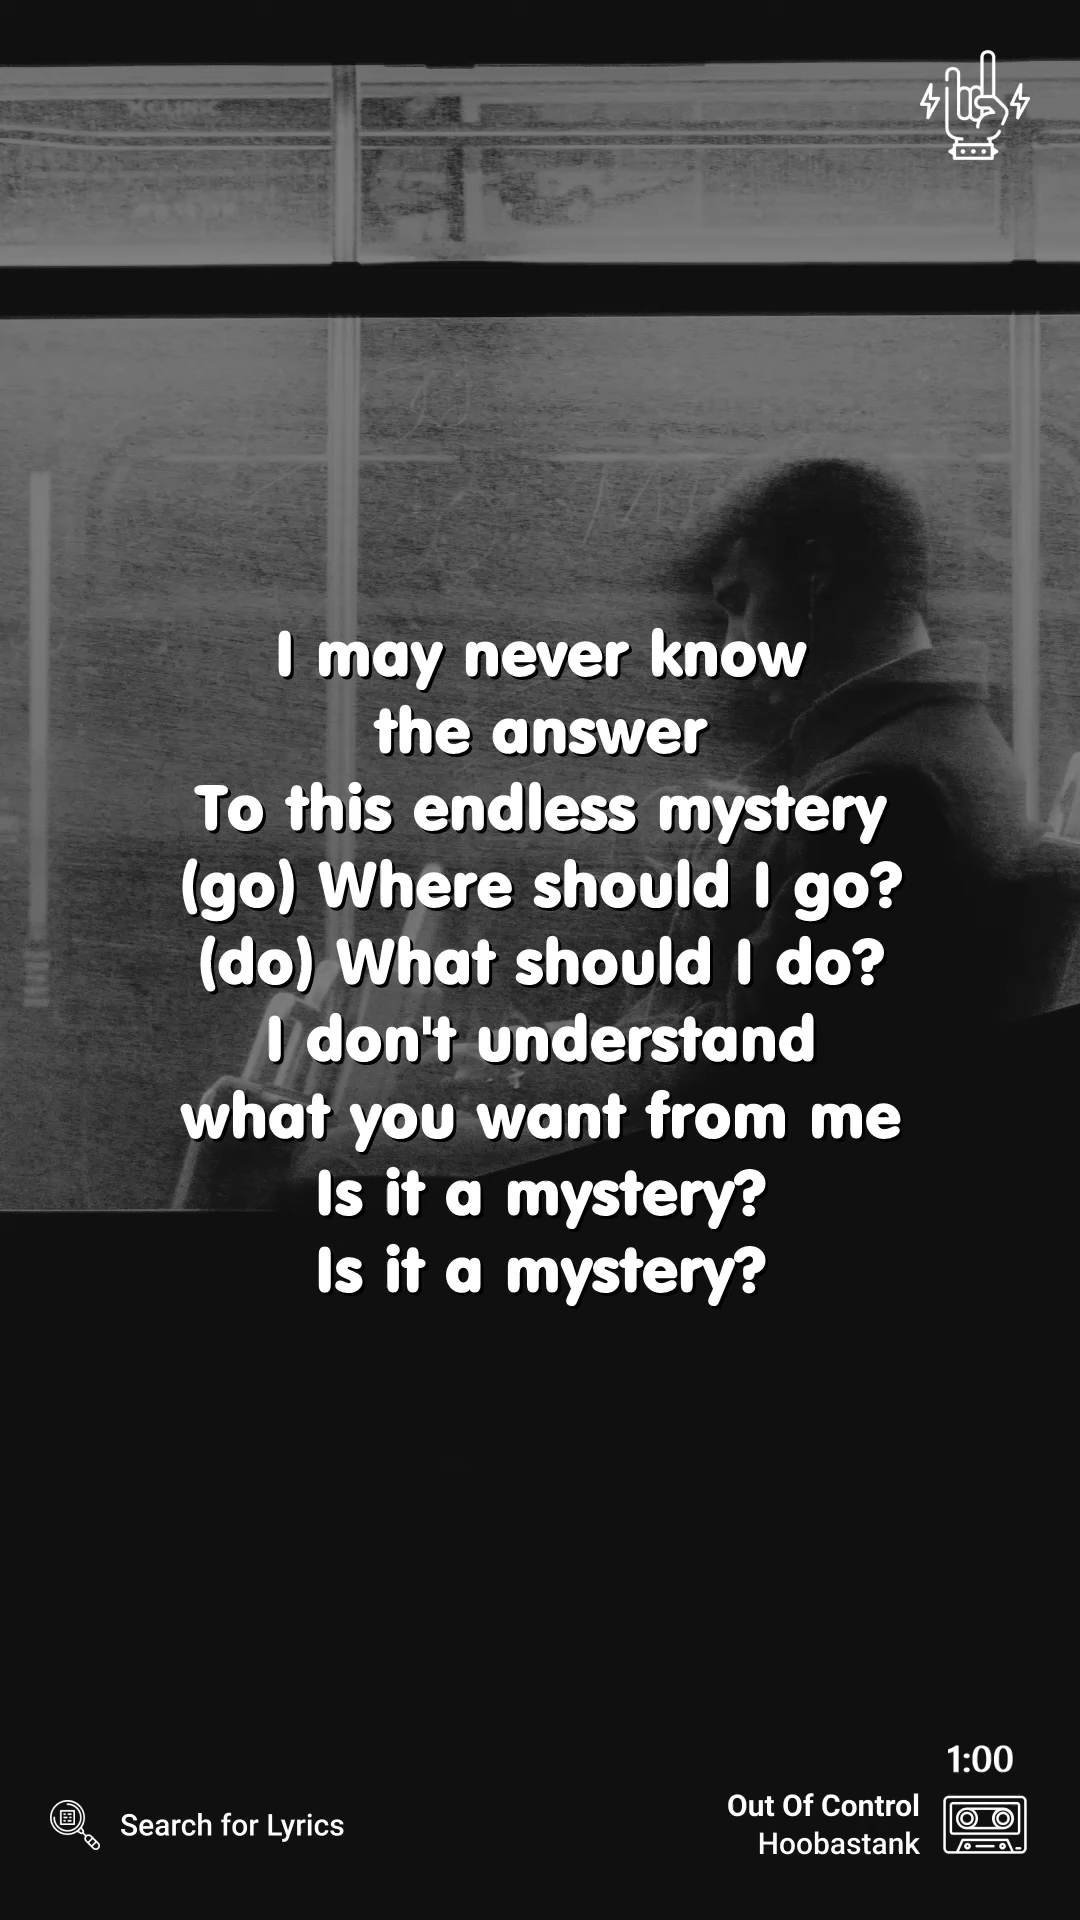 I may never know
the answer
To this endless mystery
(go) Where should I go?
(do) What should I do?
I don't understand
what you want from me
Is it a mystery?
Is it a mystery?
1:00
Out Of Control
Hoobastank
Search for Lyrics